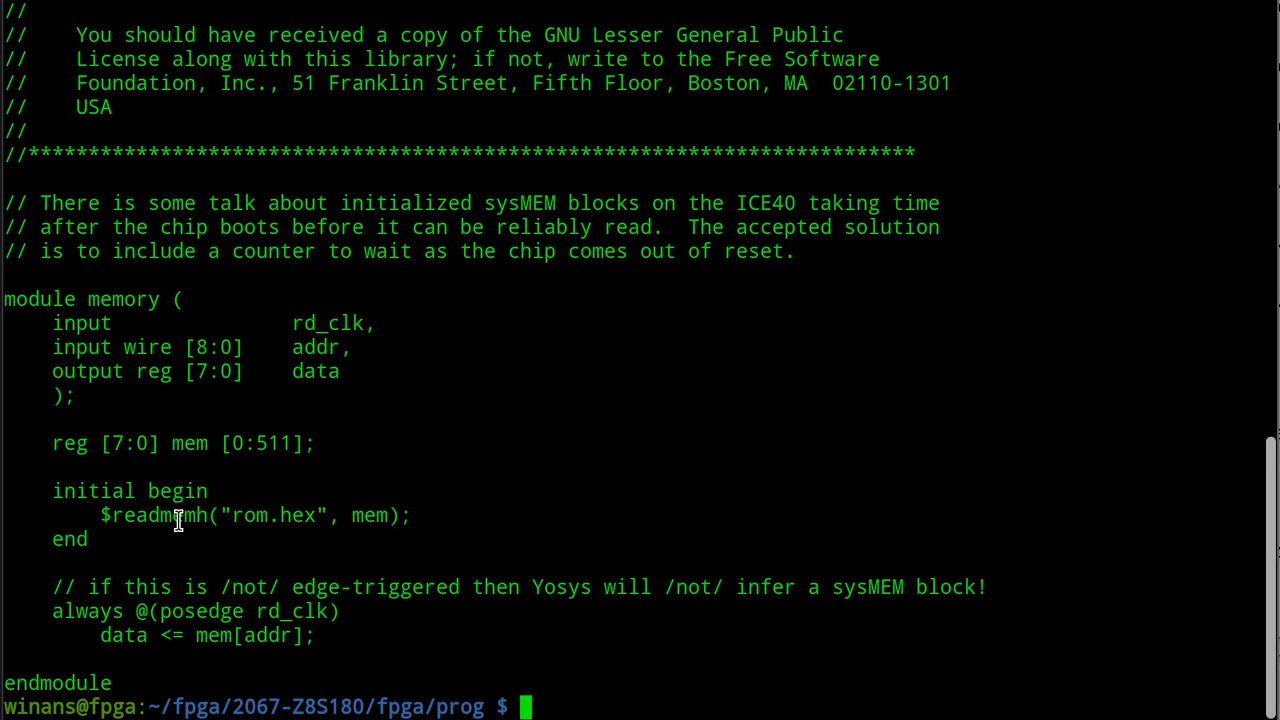 //
//    You should have received a copy of the GNU Lesser General Public
//    License along with this library; if not, write to the Free Software
//    Foundation, Inc., 51 Franklin Street, Fifth Floor, Boston, MA  02110-1301
//    USA
//
//**************************************************************************
// There is some talk about initialized sysMEM blocks on the ICE40 taking time
// after the chip boots before it can be reliably read.  The accepted solution
// is to include a counter to wait as the chip comes out of reset.
module memory (
    input               rd_clk,
    input wire [8:0]    addr,
    output reg [7:0]    data
    );
    reg [7:0] mem [0:511];
    initial begin
        $readmemh("rom.hex", mem);
    end
    // if this is /not/ edge-triggered then Yosys will /not/ infer a sysMEM block!
    always @(posedge rd_clk)
        data <= mem[addr];
endmodule
winans@fpga:~/fpga/2067-Z8S180/fpga/prog $